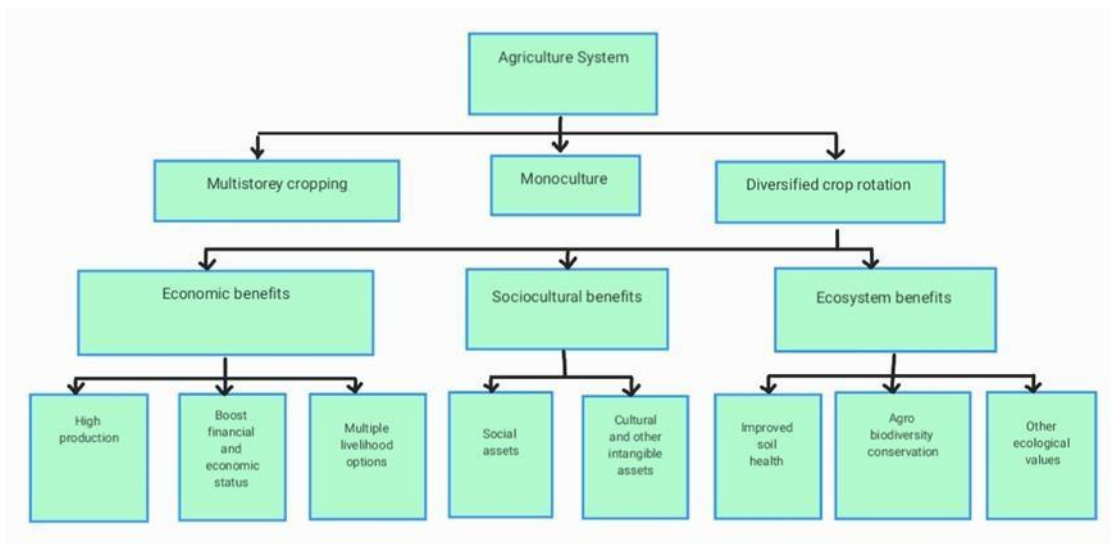 Agriculture System
Multistorey cropping
Monoculture
Diversified crop rotation
Economic benefits
Sociocultural benefits
Ecosystem benefits
High
production
Boost
financial
and
economic
status
Multiple
livelihood
options
Social
assets
Cultural
and other
intangible
assets
Improved
soil
health
Agro
biodiversity
conservation
Other
ecological
values